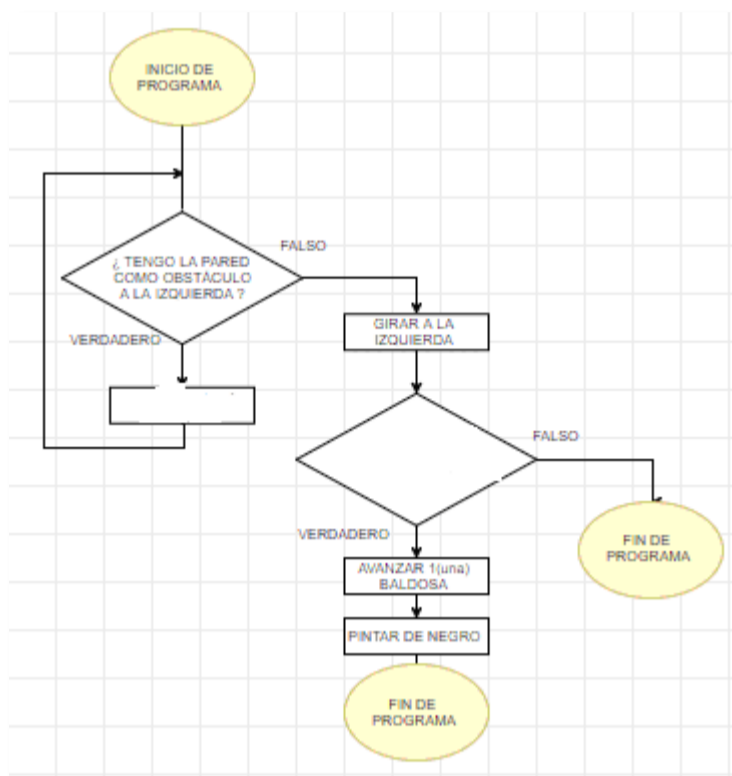 INICIO DE
PROGRAMA
FALSO
¿ TENGO LA PARED
COMO OBSTÁCULO
A LA IZQUIERDA ?
VERDADERO
GIRAR A LA
IZQUIERDA
FALSO
VERDADERO
FIN DE
PROGRAMA
AVANZAR 1(una)
BALDOSA
PINTAR DE NEGRO
FIN DE
PROGRAMA